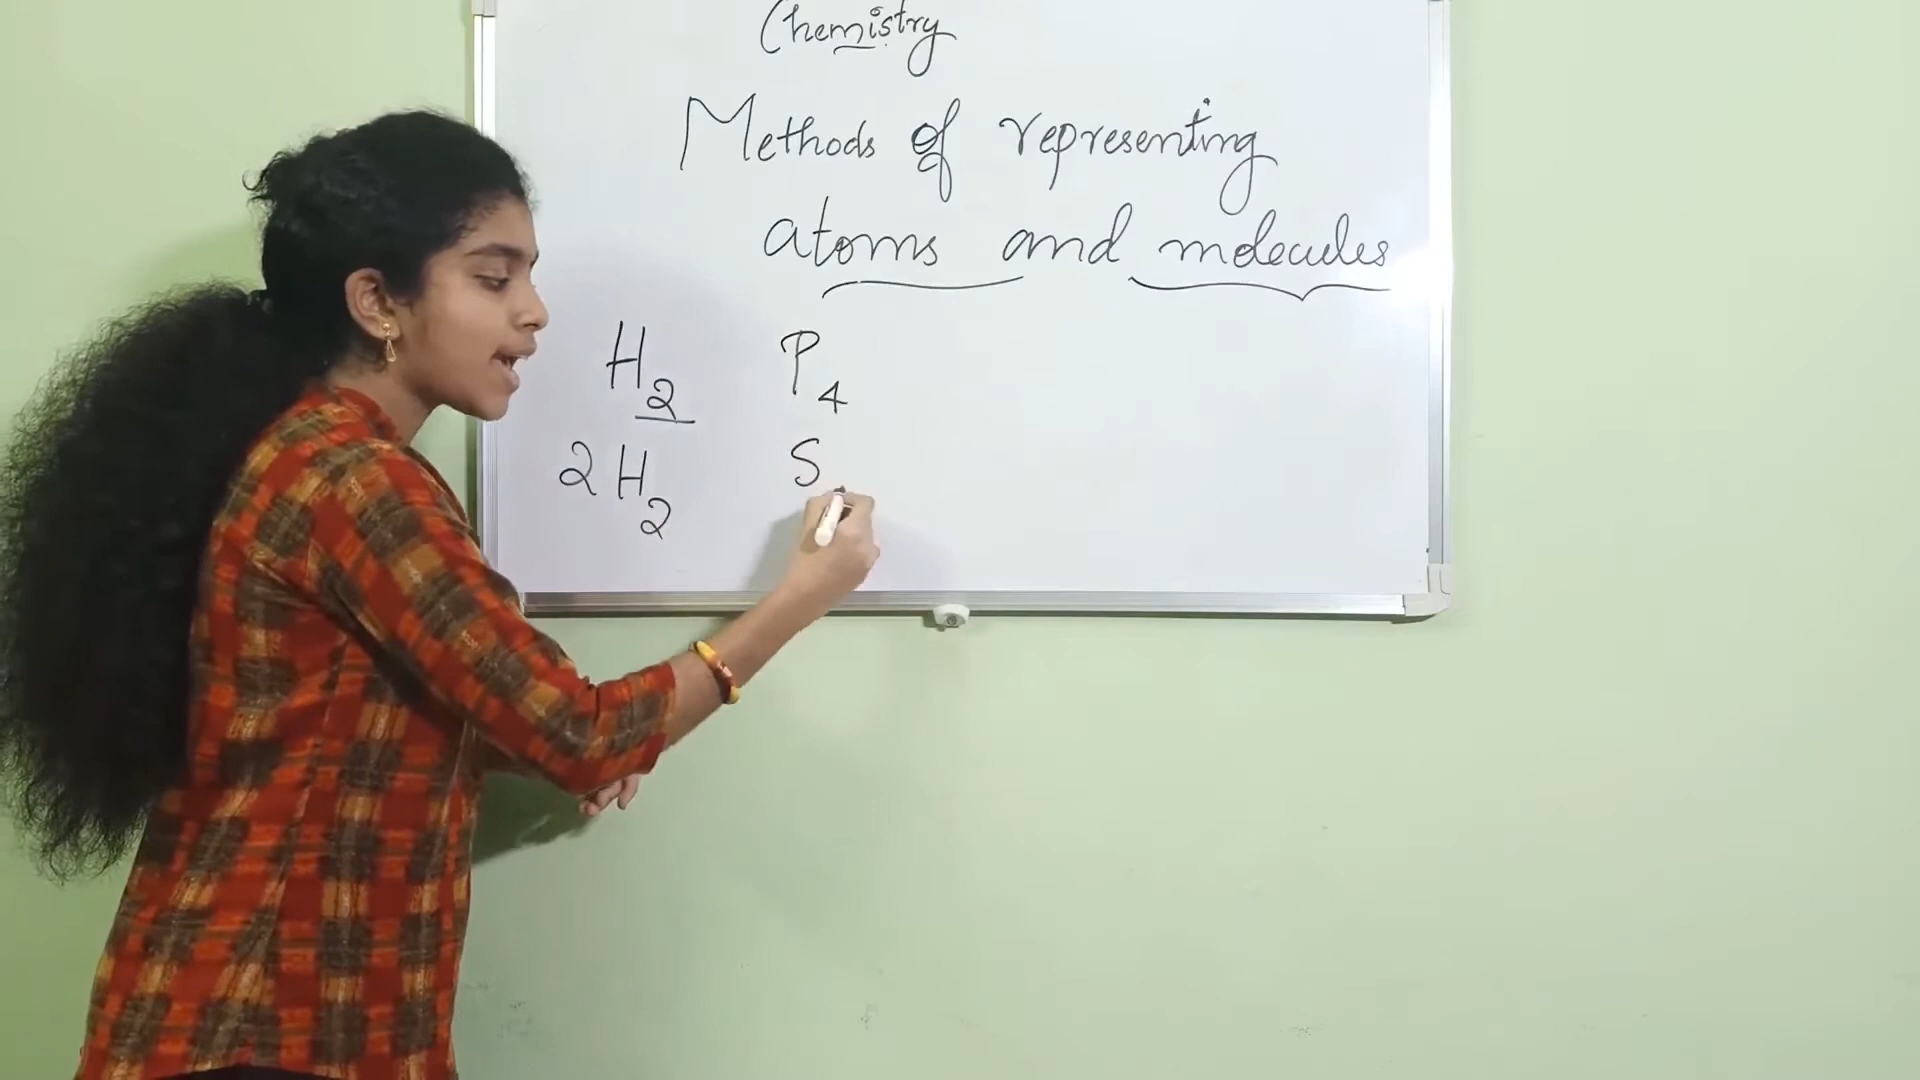 Chemistry
Methods of representing
atoms and molecules
H₂ P₄
2H₂ S